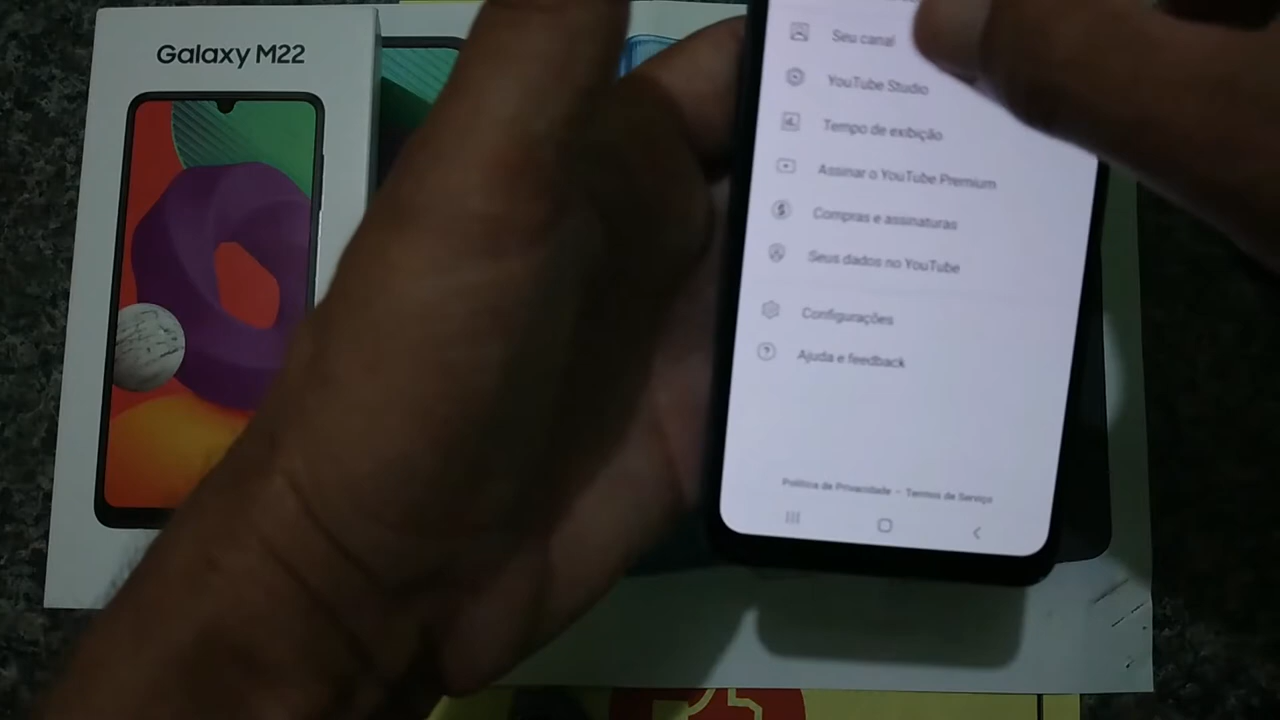 Galaxy M22
Seu canal
YouTube Studio
Tempo de exibição
Assinar o YouTube Premium
Compras e assinaturas
Seus dados no YouTube
Configurações
Ajuda e feedback
Política de Privacidade - Termos de Serviço